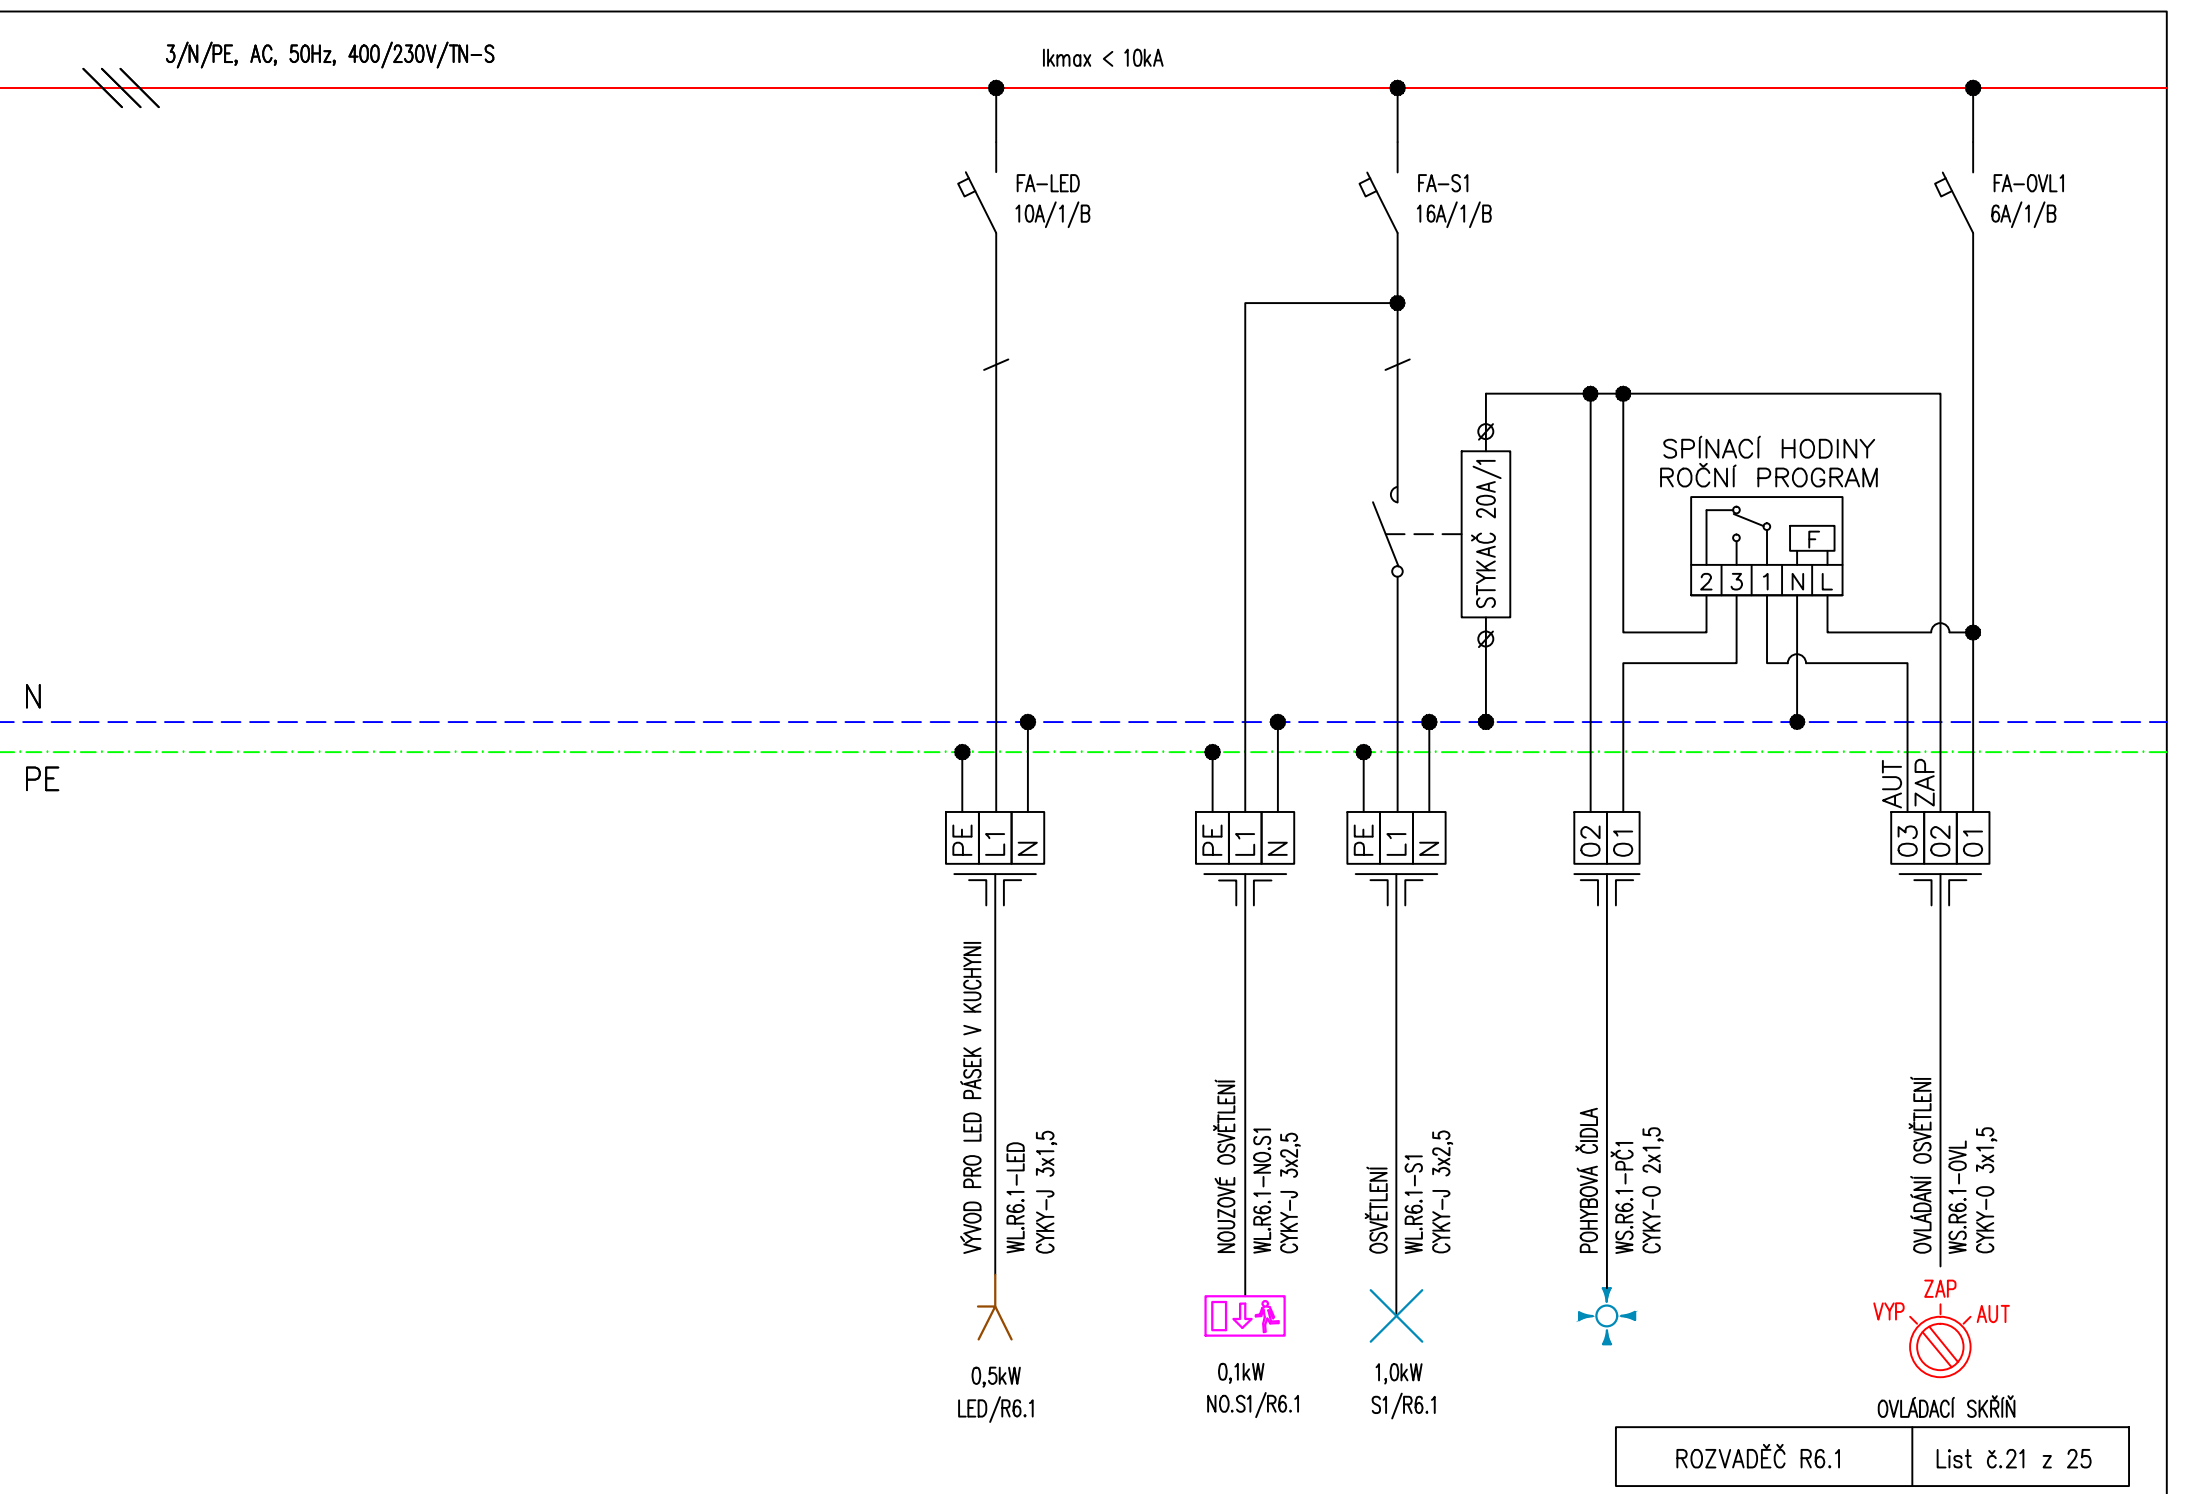 3/N/PE, AC, 50Hz, 400/230V/TN-S
Ikmax < 10kA
FA-LED
10A/1/B
FA-S1
16A/1/B
FA-OVL1
6A/1/B
SPÍNACÍ HODINY
ROČNÍ PROGRAM
F
2 3 1 N L
STYKAČ 20A/1
N
PE
AUT
ZAP
PE L1 N
PE L1 N
PE L1 N
02 01
03 02 01
VÝVOD PRO LED PÁSEK V KUCHYNI
WL.R6.1-LED
CYKY-J 3x1,5
NOUZOVÉ OSVĚTLENÍ
WL.R6.1-NO.S1
CYKY-J 3x2,5
OSVĚTLENÍ
WL.R6.1-S1
CYKY-J 3x2,5
POHYBOVÁ ČIDLA
WS.R6.1-PČ1
CYKY-O 2x1,5
OVLÁDÁNÍ OSVĚTLENÍ
WS.R6.1-OVL
CYKY-O 3x1,5
ZAP
VYP
AUT
0,5kW
LED/R6.1
0,1kW
NO.S1/R6.1
1,0kW
S1/R6.1
OVLÁDACÍ SKŘÍŇ
ROZVADĚČ R6.1
List č.21 z 25